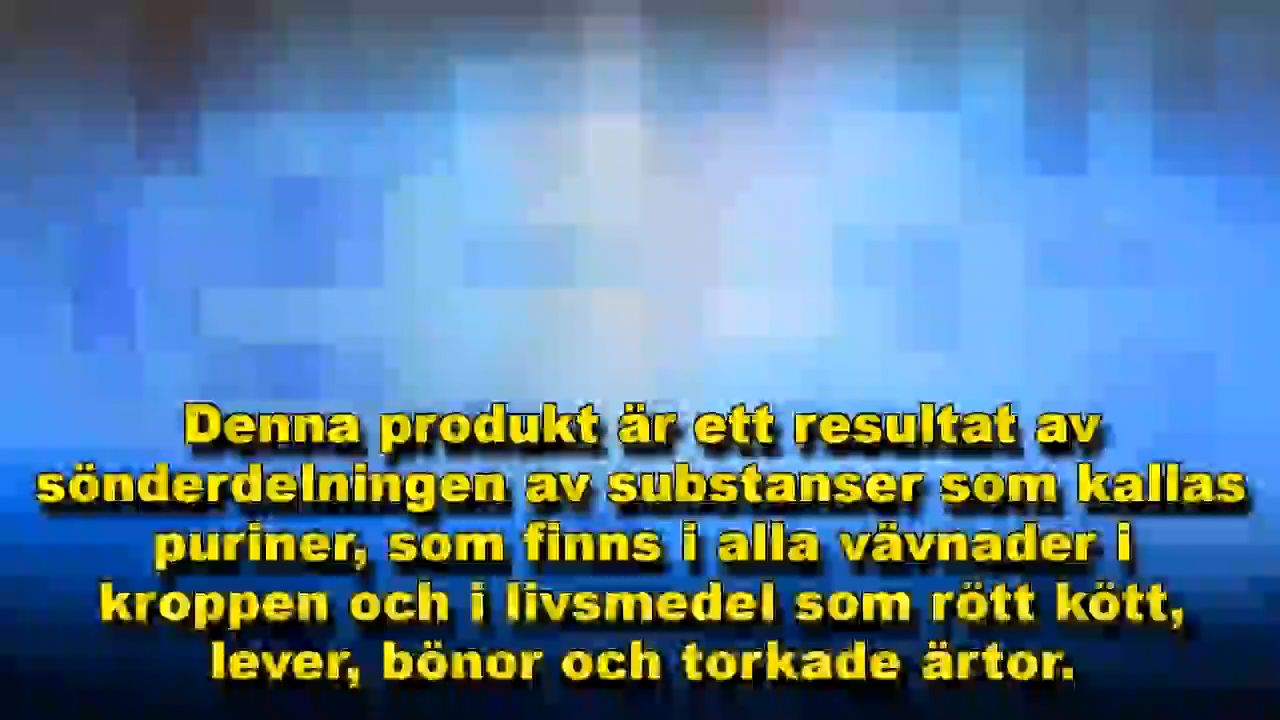 Denna produkt är ett resultat av
sönderdelningen av substanser som kallas
puriner, som finns i alla vävnader i
kroppen och i livsmedel som rött kött,
lever, bönor och torkade ärtor.